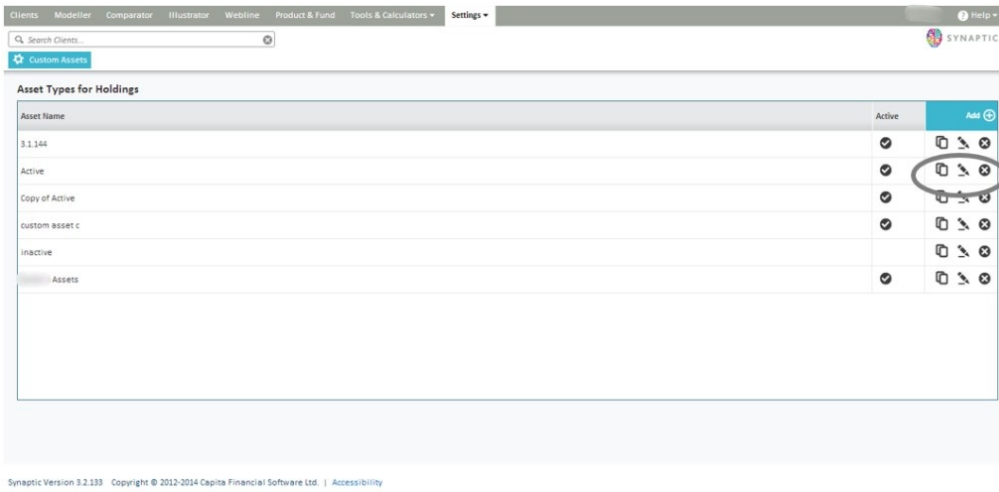 Clients Modeller Comparator Illustrator Webline Product & Fund Tools & Calculators Settings Help
Search Clients...
SYNAPTIC
Custom Assets
Asset Types for Holdings
Asset Name Active Add
3.1.144
Active
Copy of Active
custom asset c
inactive
Assets
Synaptic Version 3.2.133 Copyright © 2012-2014 Capita Financial Software Ltd. | Accessibility